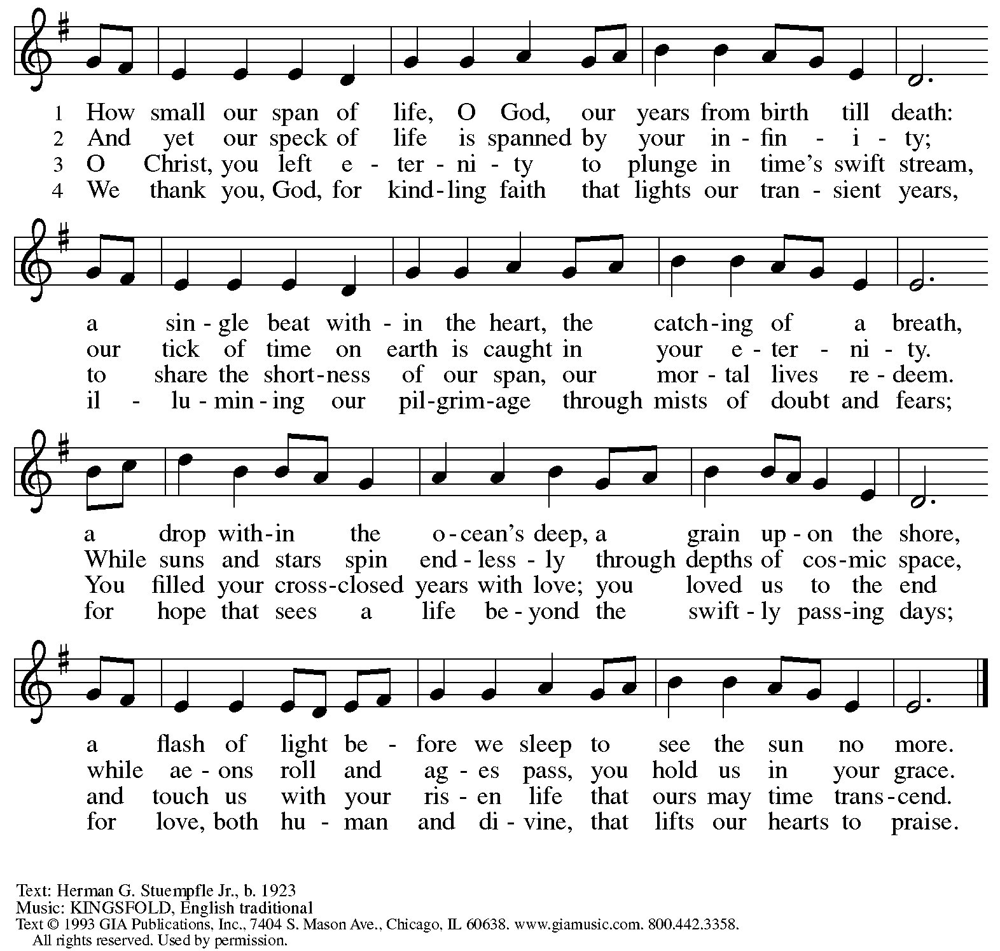 1 How small our span of life, O God, our years from birth till death:
2 And yet our speck of life is spanned by your in - fin - i - ty;
3 O Christ, you left e - ter - ni - ty to plunge in time's swift stream,
4 We thank you, God, for kind - ling faith that lights our tran - sient years,
a sin - gle beat with - in the heart, the catch - ing of a breath,
our tick of time on earth is caught in your e - ter - ni - ty.
to share the short - ness of our span, our mor - tal lives re - deem.
il - lu - min - ing our pil - grim - age through mists of doubt and fears;
a drop with - in the o - cean's deep, a grain up - on the shore,
While suns and stars spin end - less - ly through depths of cos - mic space,
You filled your cross - closed years with love; you loved us to the end
for hope that sees a life be - yond the swift - ly pass - ing days;
a flash of light be - fore we sleep to see the sun no more.
while ae - ons roll and ag - es pass, you hold us in your grace.
and touch us with your ris - en life that ours may time trans - cend.
for love, both hu - man and di - vine, that lifts our hearts to praise.
Text: Herman G. Stuempfle Jr., b. 1923
Music: KINGSFOLD, English traditional
Text © 1993 GIA Publications, Inc., 7404 S. Mason Ave., Chicago, IL 60638. www.giamusic.com. 800.442.3358.
All rights reserved. Used by permission.